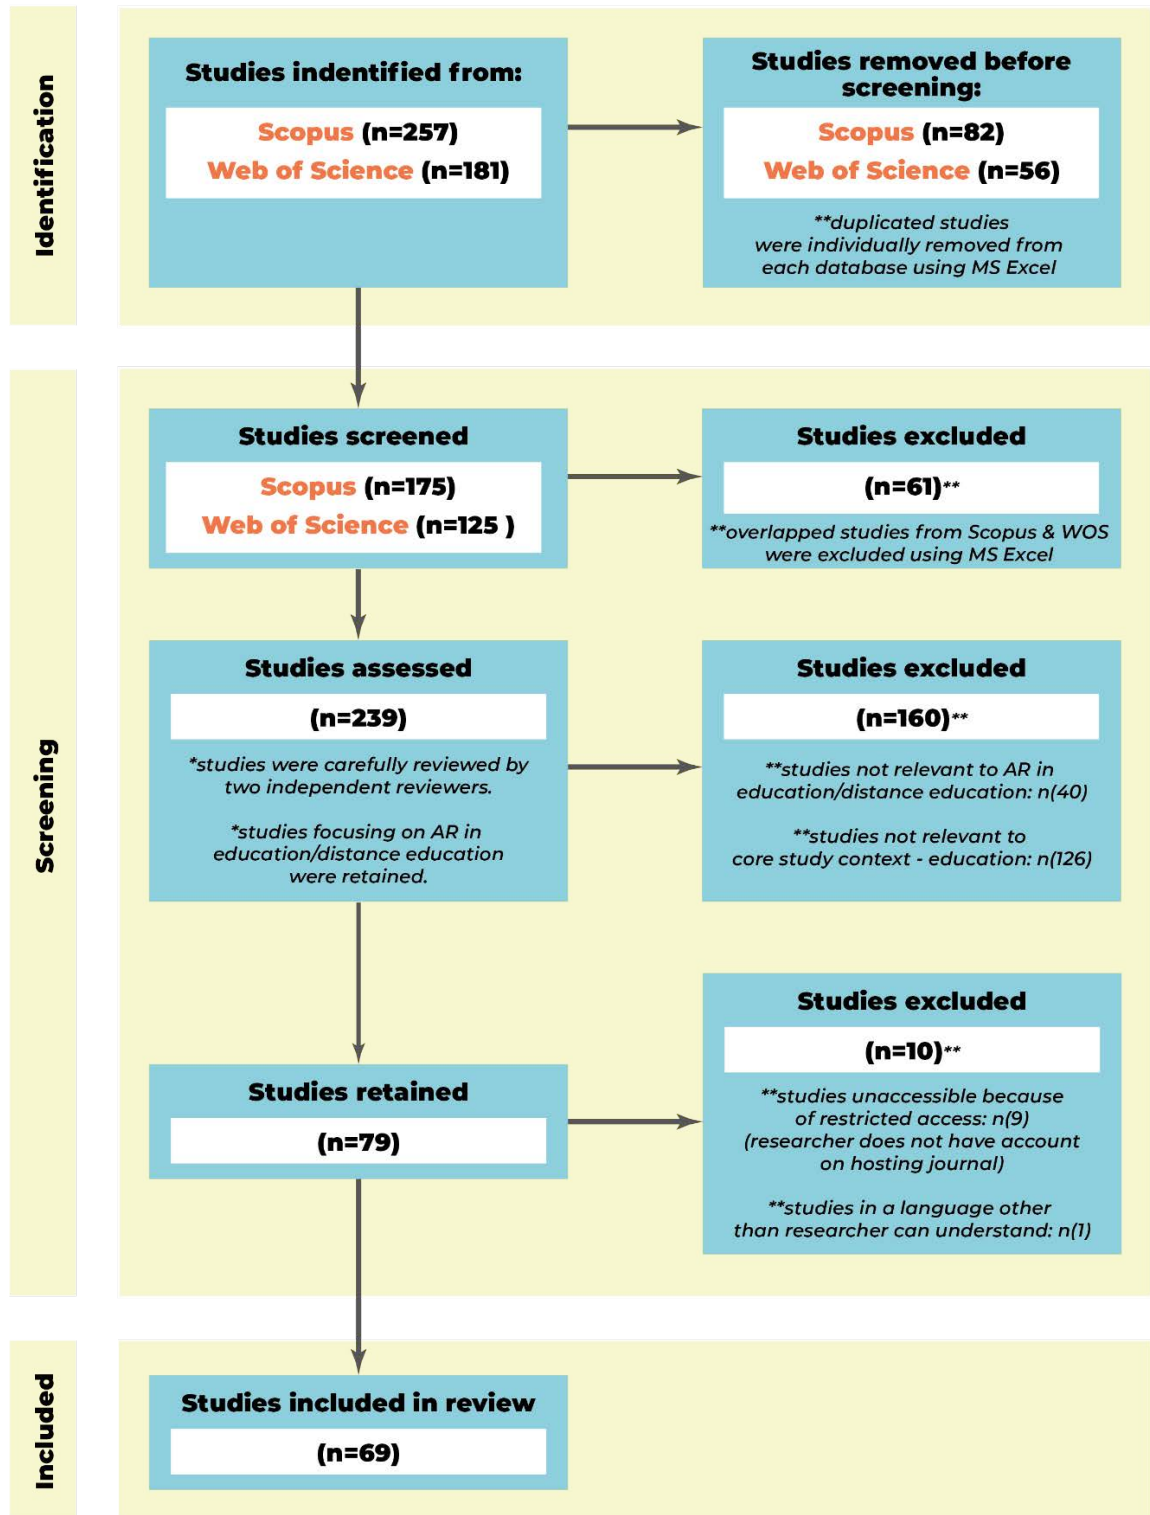 Identification
Studies indentified from:
Scopus (n=257)
Web of Science (n=181)
Studies removed before
screening:
Scopus (n=82)
Web of Science (n=56)
**duplicated studies
were individually removed from
each database using MS Excel
Screening
Studies screened
Scopus (n=175)
Web of Science (n=125 )
Studies excluded
(n=61)**
**overlapped studies from Scopus & WOS
were excluded using MS Excel
Studies assessed
(n=239)
*studies were carefully reviewed by
two independent reviewers.
*studies focusing on AR in
education/distance education
were retained.
Studies excluded
(n=160)**
**studies not relevant to AR in
education/distance education: n(40)
**studies not relevant to
core study context - education: n(126)
Studies retained
(n=79)
Studies excluded
(n=10)**
**studies unaccessible because
of restricted access: n(9)
(researcher does not have account
on hosting journal)
**studies in a language other
than researcher can understand: n(1)
Included
Studies included in review
(n=69)